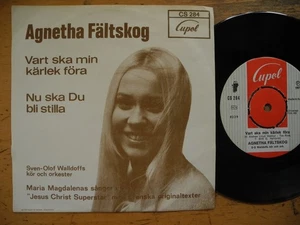 CS 284
Cupol
Agnetha Fältskog
Vart ska min
kärlek föra
Nu ska Du
bli stilla
Sven-Olof Walldoffs
kör och orkester
Maria Magdalenas sånger
"Jesus Christ Superstar" originaltexter
Cupol
CS 284
Vart ska min kärlek föra
AGNETHA FÄLTSKOG